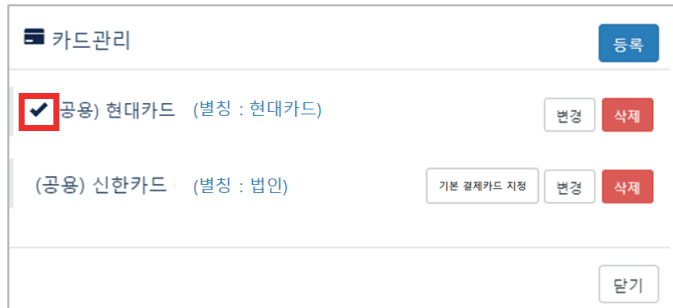 카드관리
등록
공용) 현대카드 (별칭 : 현대카드)
변경 삭제
(공용) 신한카드 (별칭 : 법인)
기본 결제카드 지정 변경 삭제
닫기